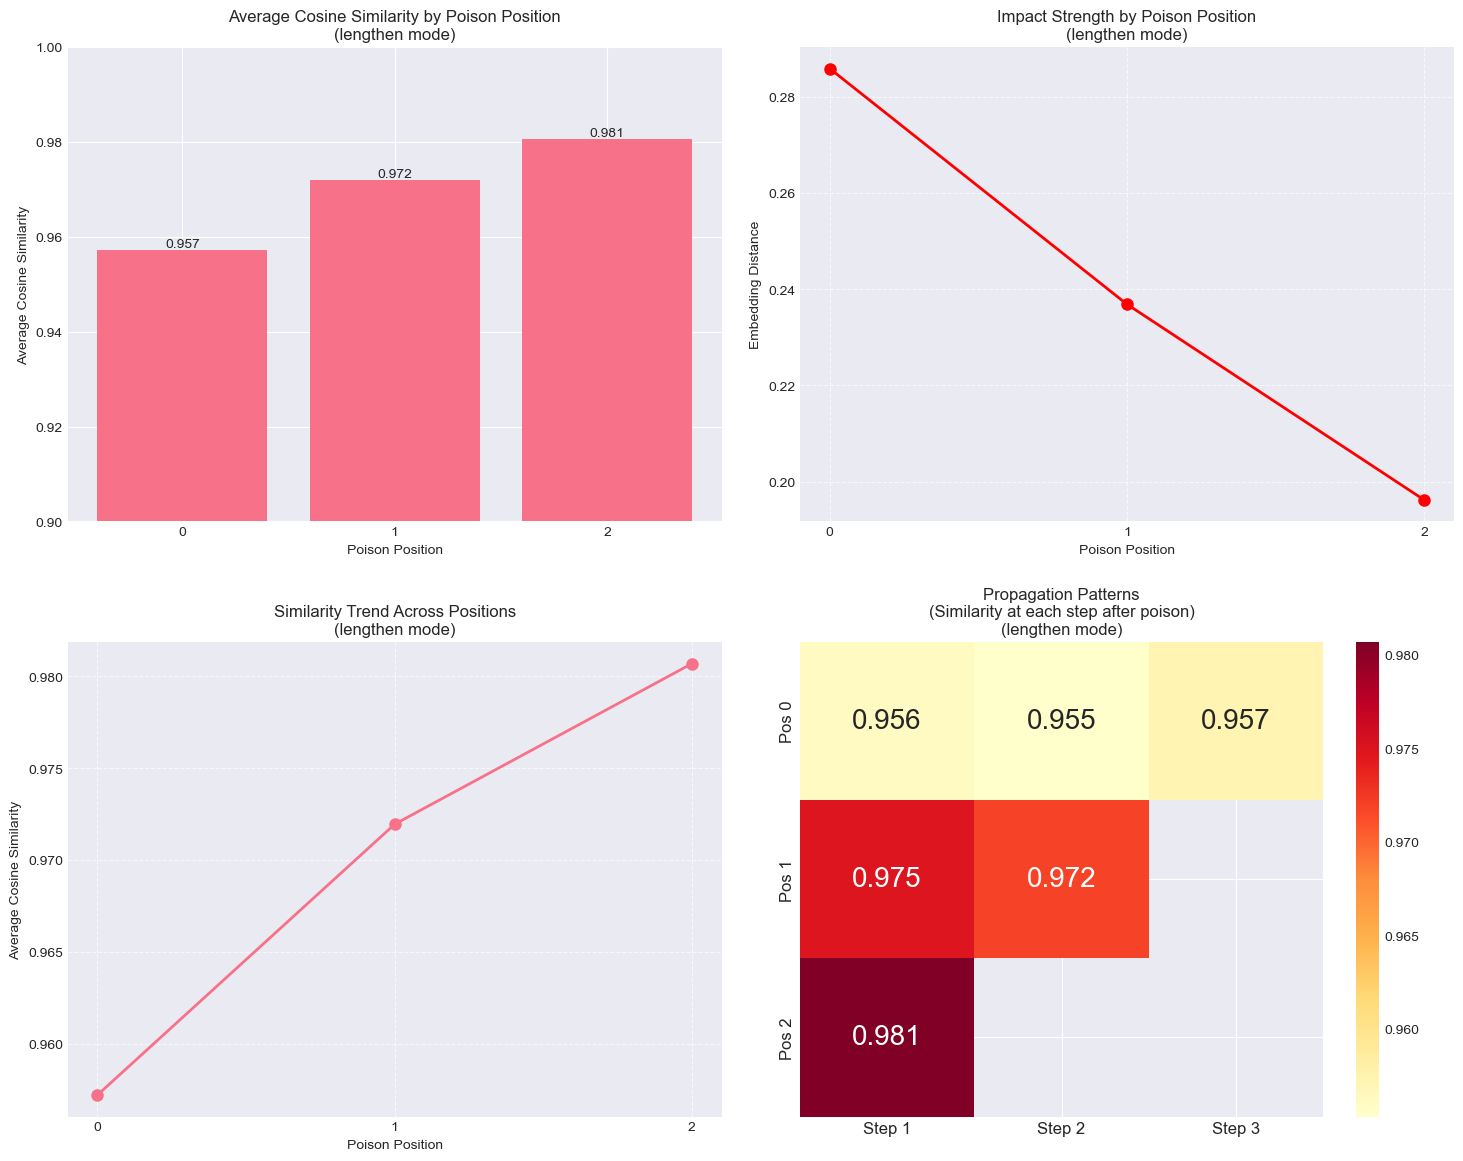 Average Cosine Similarity by Poison Position
(lengthen mode)
Average Cosine Similarity
1.00
0.98
0.96
0.94
0.92
0.90
0.957
0.972
0.981
0
1
2
Poison Position
Impact Strength by Poison Position
(lengthen mode)
Embedding Distance
0.28
0.26
0.24
0.22
0.20
0
1
2
Poison Position
Similarity Trend Across Positions
(lengthen mode)
Average Cosine Similarity
0.980
0.975
0.970
0.965
0.960
0
1
2
Poison Position
Propagation Patterns
(Similarity at each step after poison)
(lengthen mode)
Pos 0
0.956
0.955
0.957
Pos 1
0.975
0.972
Pos 2
0.981
Step 1
Step 2
Step 3
0.980
0.975
0.970
0.965
0.960